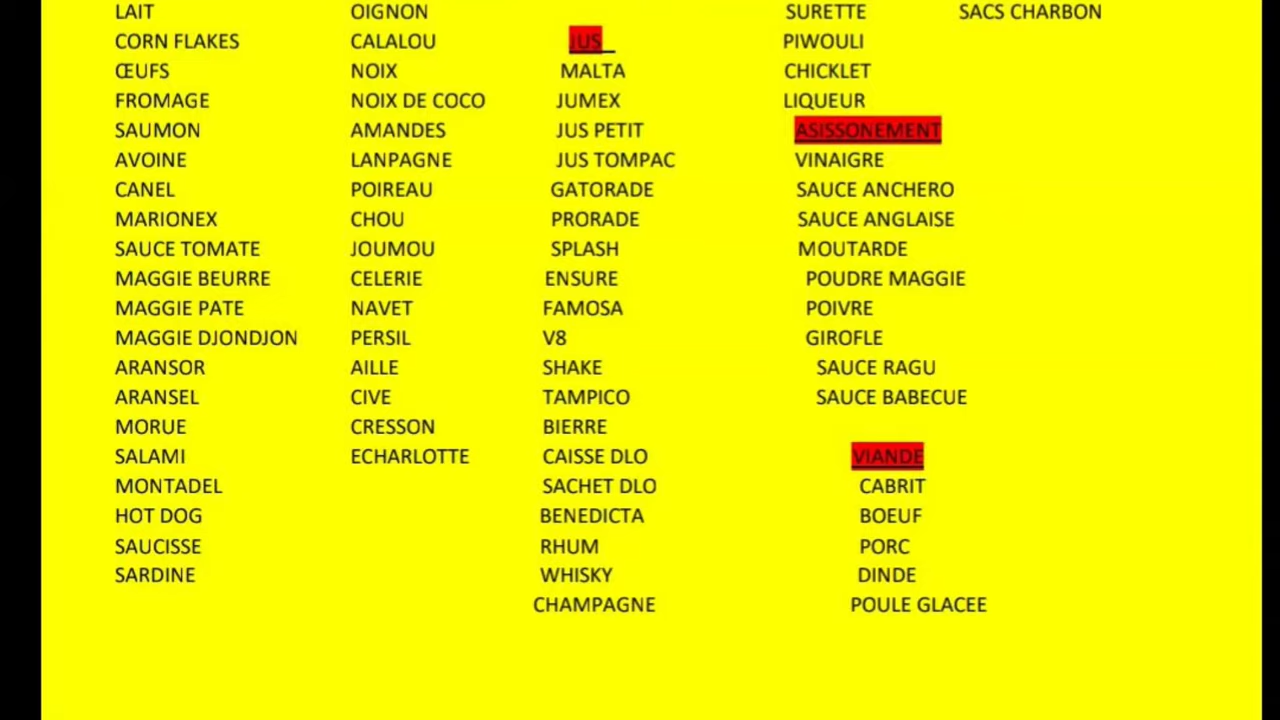 LAIT
CORN FLAKES
ŒUFS
FROMAGE
SAUMON
AVOINE
CANEL
MARIONEX
SAUCE TOMATE
MAGGIE BEURRE
MAGGIE PATE
MAGGIE DJONDJON
ARANSOR
ARANSEL
MORUE
SALAMI
MONTADEL
HOT DOG
SAUCISSE
SARDINE
OIGNON
CALALOU
NOIX
NOIX DE COCO
AMANDES
LANPAGNE
POIREAU
CHOU
JOUMOU
CELERIE
NAVET
PERSIL
AILLE
CIVE
CRESSON
ECHARLOTTE
JUS
MALTA
JUMEX
JUS PETIT
JUS TOMPAC
GATORADE
PRORADE
SPLASH
ENSURE
FAMOSA
V8
SHAKE
TAMPICO
BIERRE
CAISSE DLO
SACHET DLO
BENEDICTA
RHUM
WHISKY
CHAMPAGNE
SURETTE
PIWOULI
CHICKLET
LIQUEUR
ASISSONEMENT
VINAIGRE
SAUCE ANCHERO
SAUCE ANGLAISE
MOUTARDE
POUDRE MAGGIE
POIVRE
GIROFLE
SAUCE RAGU
SAUCE BABECUE
VIANDE
CABRIT
BOEUF
PORC
DINDE
POULE GLACEE
SACS CHARBON